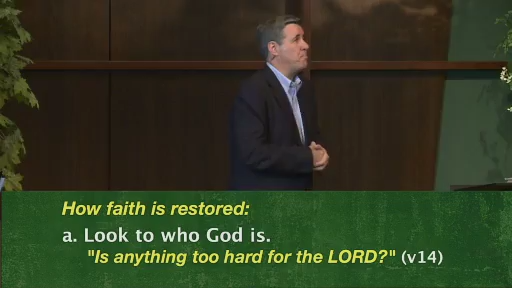 How faith is restored:
a. Look to who God is.
"Is anything too hard for the LORD?" (v14)